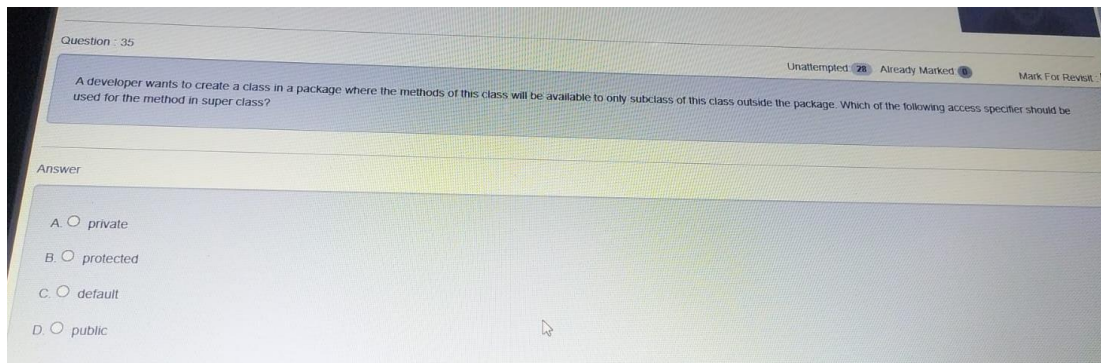 Question : 35
Unattempted 28 Already Marked 0 Mark For Revisit :
A developer wants to create a class in a package where the methods of this class will be available to only subclass of this class outside the package. Which of the following access specifier should be
used for the method in super class?
Answer
A. private
B. protected
C. default
D. public